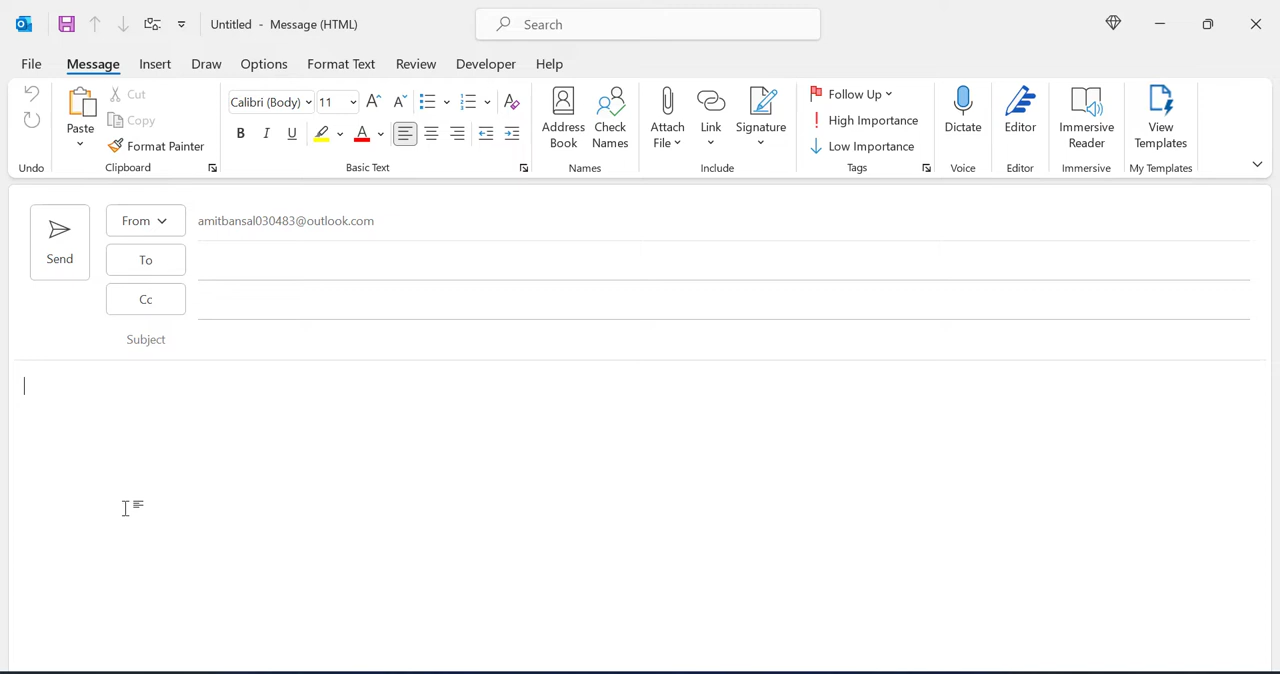 Untitled - Message (HTML)
Search
File Message Insert Draw Options Format Text Review Developer Help
Undo
Paste
Cut
Copy
Format Painter
Clipboard
Calibri (Body) 11
B I U A
Basic Text
Address Book
Check Names
Names
Attach File
Link
Signature
Include
Follow Up
High Importance
Low Importance
Tags
Dictate
Voice
Editor
Editor
Immersive Reader
Immersive
View Templates
My Templates
Send
From amitbansal030483@outlook.com
To
Cc
Subject